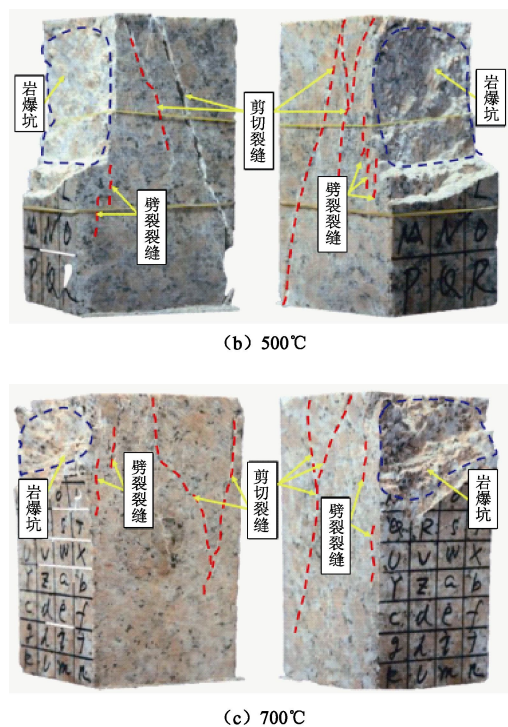 岩爆坑
剪切裂缝
岩爆坑
劈裂裂缝
劈裂裂缝
L
M N O
P Q R
L
M N O
P Q R
(b) 500℃
岩爆坑
劈裂裂缝
剪切裂缝
劈裂裂缝
岩爆坑
U V W X
Y Z a b
c d e f
k l m n
R S
U V W X
Y Z a b
c d e f
k l m n
(c) 700℃